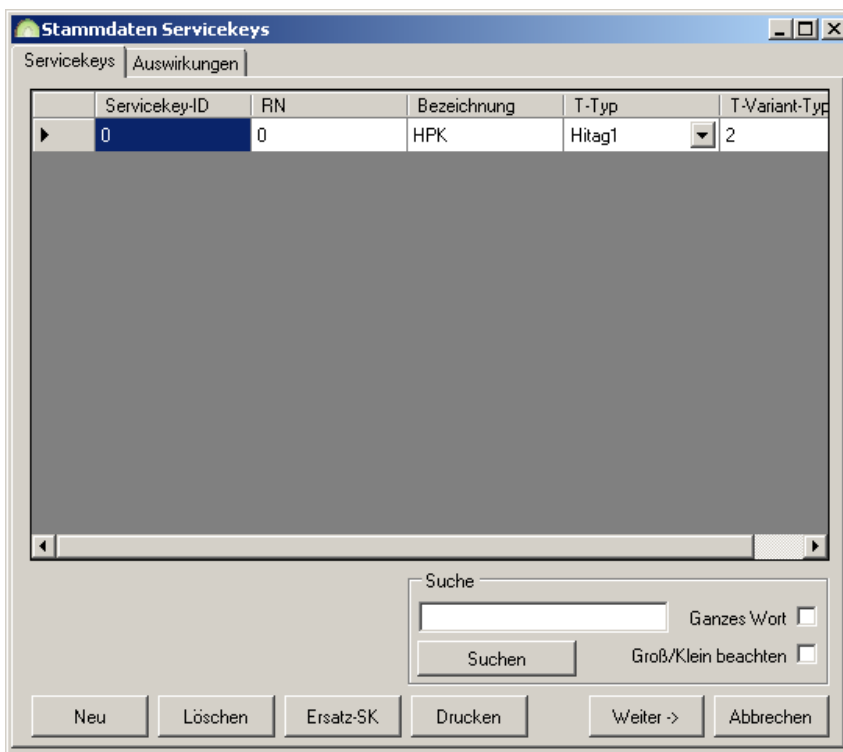 Stammdaten Servicekeys
Servicekeys Auswirkungen
Servicekey-ID RN Bezeichnung T-Typ T-Variant-Typ
0 0 HPK Hitag1 2
Suche
Ganzes Wort
Suchen Groß/Klein beachten
Neu Löschen Ersatz-SK Drucken Weiter -> Abbrechen